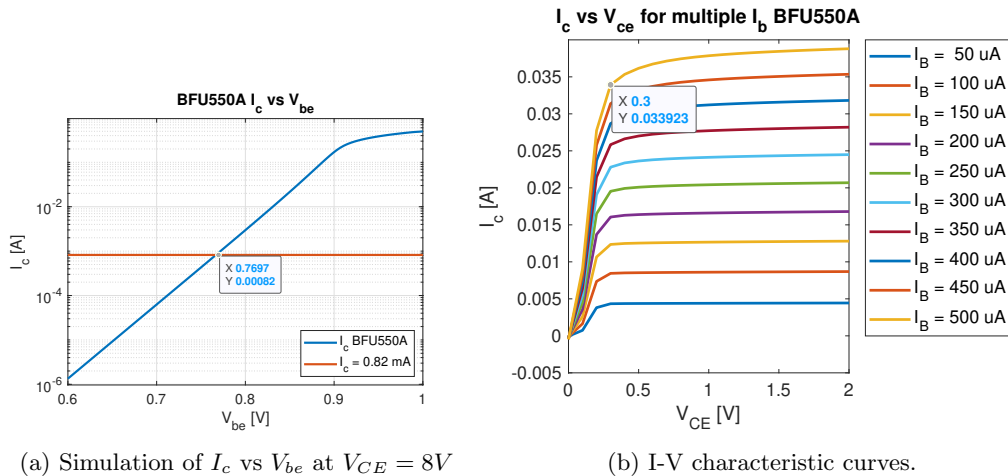 BFU550A I_c vs V_be
I_c [A]
10^-2
10^-4
10^-6
X 0.7697
Y 0.00082
I_c BFU550A
I_c = 0.82 mA
0.6 0.7 0.8 0.9 1
V_be [V]
(a) Simulation of I_c vs V_be at V_CE = 8V
I_c vs V_ce for multiple I_b BFU550A
I_c [A]
0.035
0.03
0.025
0.02
0.015
0.01
0.005
0
-0.005
X 0.3
Y 0.033923
0 0.5 1 1.5 2
V_CE [V]
I_B = 50 uA
I_B = 100 uA
I_B = 150 uA
I_B = 200 uA
I_B = 250 uA
I_B = 300 uA
I_B = 350 uA
I_B = 400 uA
I_B = 450 uA
I_B = 500 uA
(b) I-V characteristic curves.